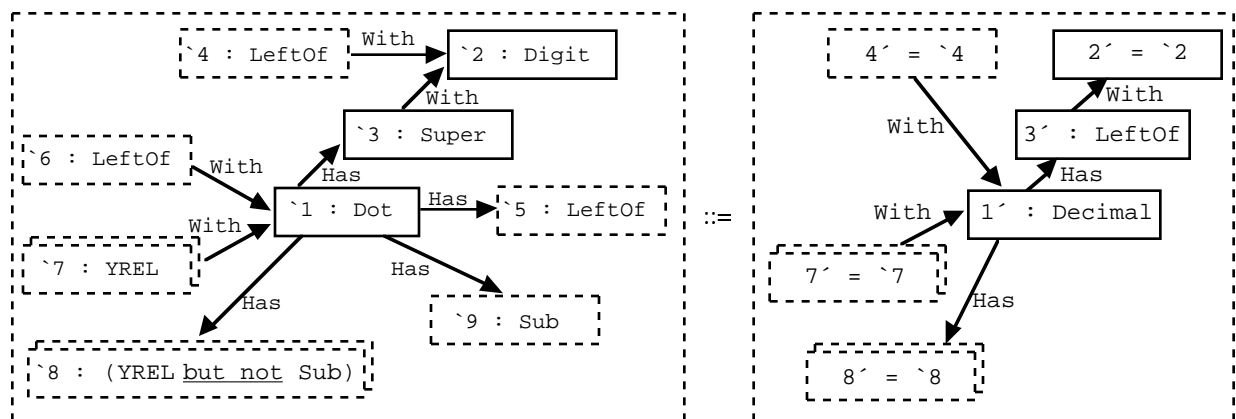 `4 : LeftOf
With
`2 : Digit
With
`3 : Super
`6 : LeftOf
With
Has
`1 : Dot
Has
`5 : LeftOf
With
`7 : YREL
Has
Has
`9 : Sub
`8 : (YREL but not Sub)
::=
4´ = `4
2´ = `2
With
With
3´ : LeftOf
Has
With
1´ : Decimal
7´ = `7
Has
8´ = `8